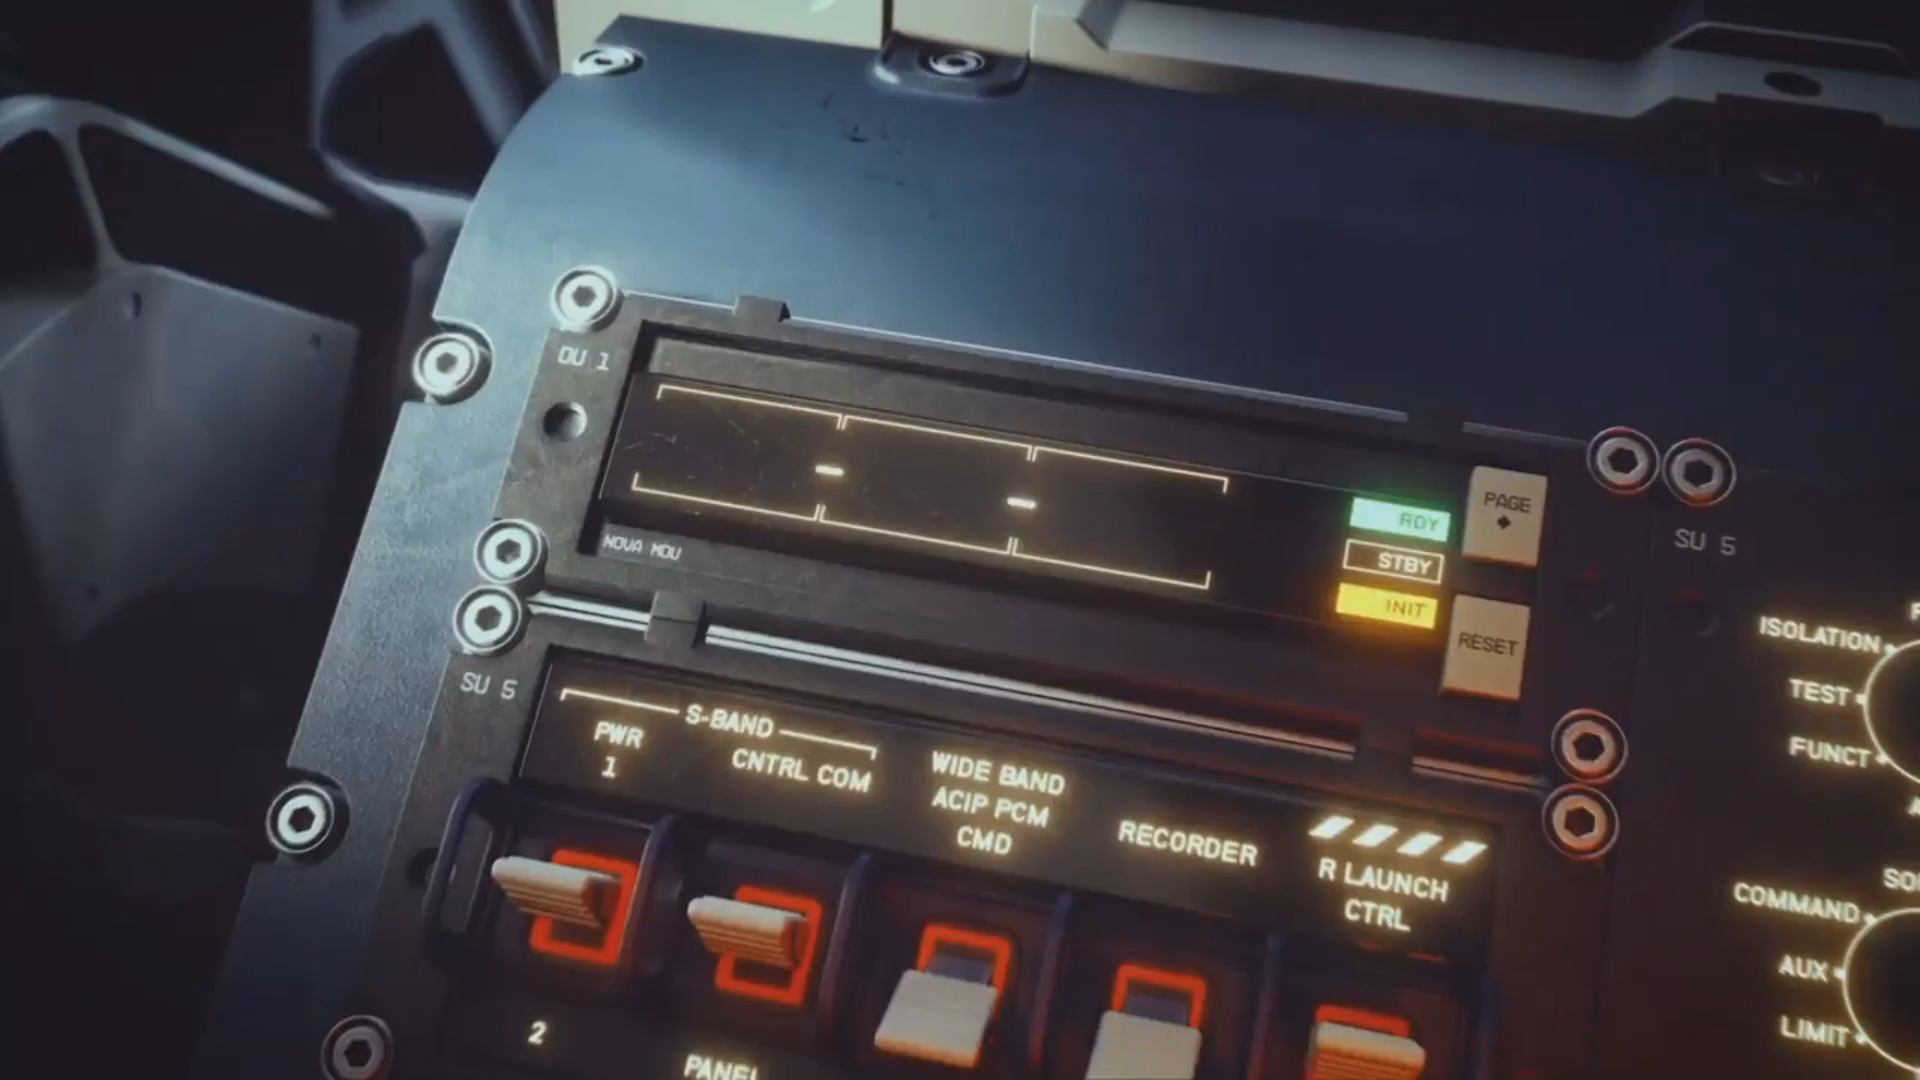 DU 1
RDY
STBY
INIT
PAGE
RESET
NOVA MDU
SU 5
SU 5
S-BAND
PWR
1
CNTRL COM
WIDE BAND
ACIP PCM
CMD
RECORDER
R LAUNCH
CTRL
2
ISOLATION
TEST
FUNCT
COMMAND
AUX
LIMIT